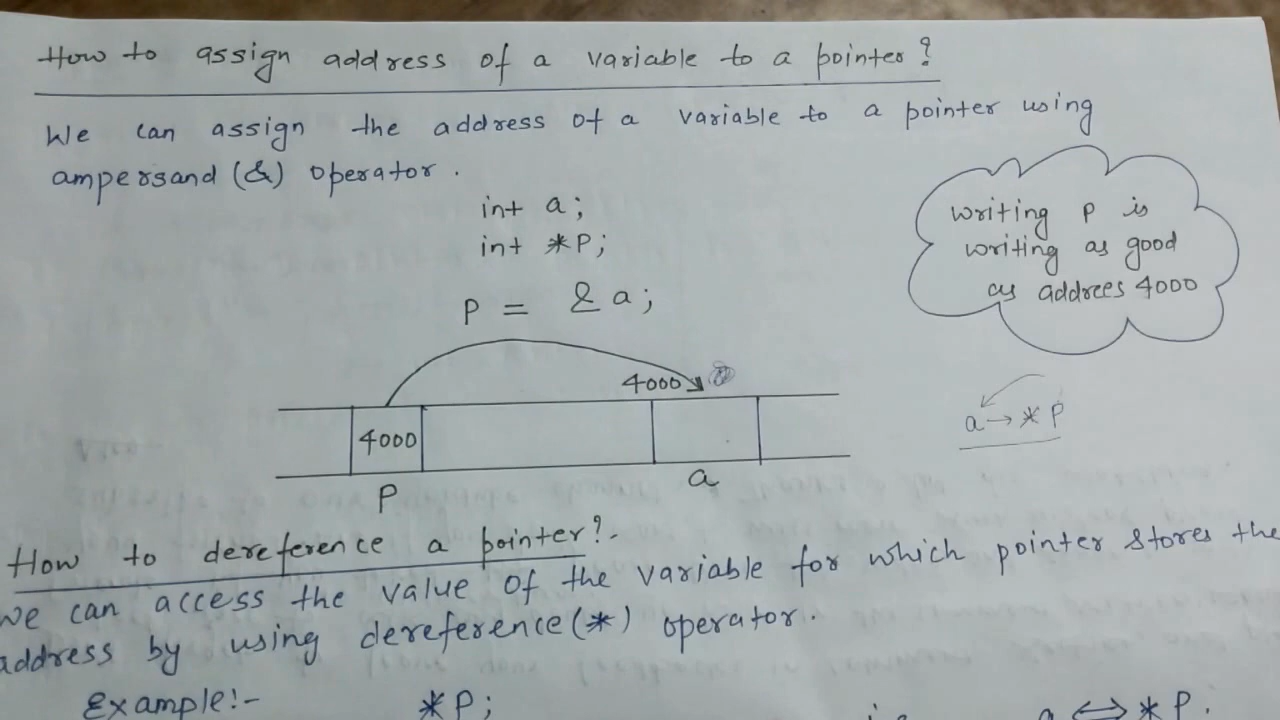 How to assign address of a variable to a pointer?
We can assign the address of a variable to a pointer using
ampersand (&) operator.
int a;
int *P;
P = &a;
writing P is
writing as good
as addrees 4000
4000
4000
P
a
a → *P
How to dereference a pointer?-
We can access the value of the variable for which pointer stores the
address by using dereference (*) operator.
Example:- *P; i.e a ⇔ *P.